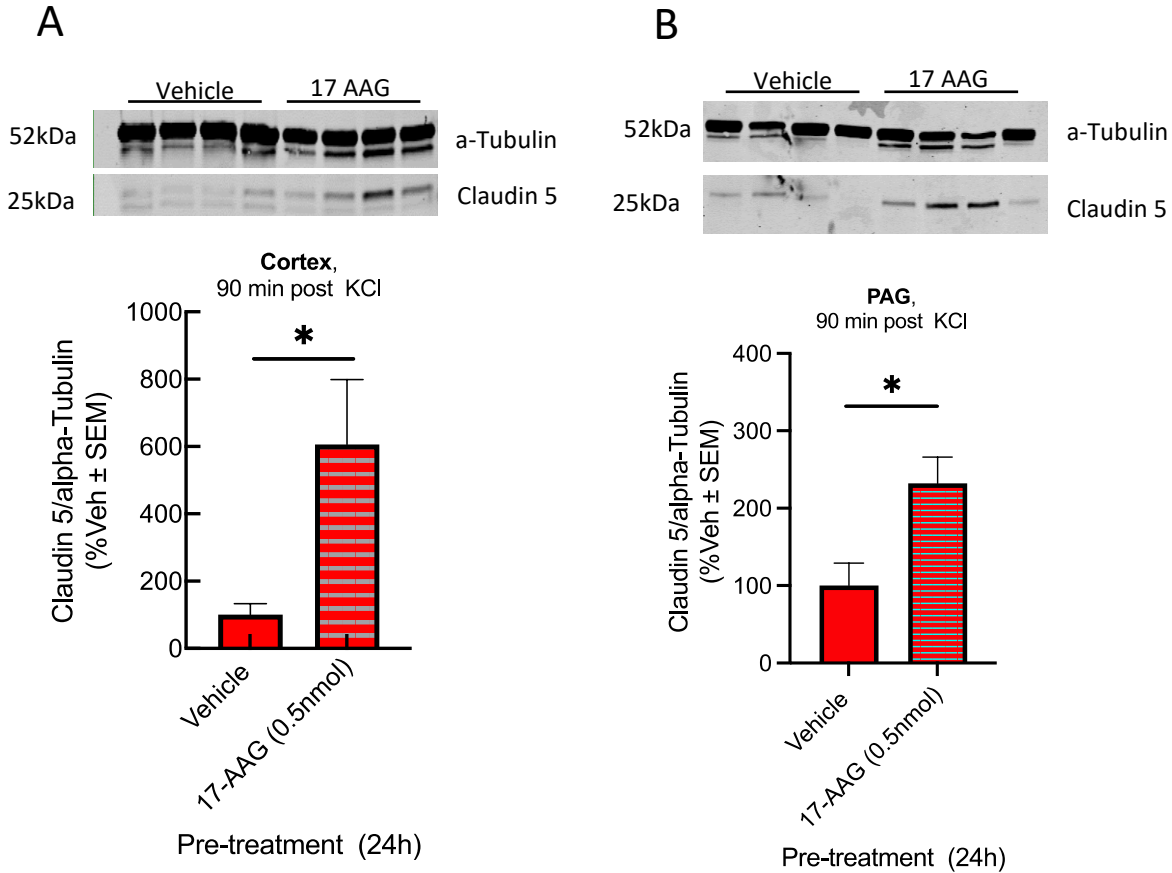 A
Vehicle 17 AAG
52kDa a-Tubulin
25kDa Claudin 5
Cortex,
90 min post KCl
*
Claudin 5/alpha-Tubulin
(%Veh ± SEM)
1000
800
600
400
200
0
Vehicle
17-AAG (0.5nmol)
Pre-treatment (24h)
B
Vehicle 17 AAG
52kDa a-Tubulin
25kDa Claudin 5
PAG,
90 min post KCl
*
Claudin 5/alpha-Tubulin
(%Veh ± SEM)
400
300
200
100
0
Vehicle
17-AAG (0.5nmol)
Pre-treatment (24h)